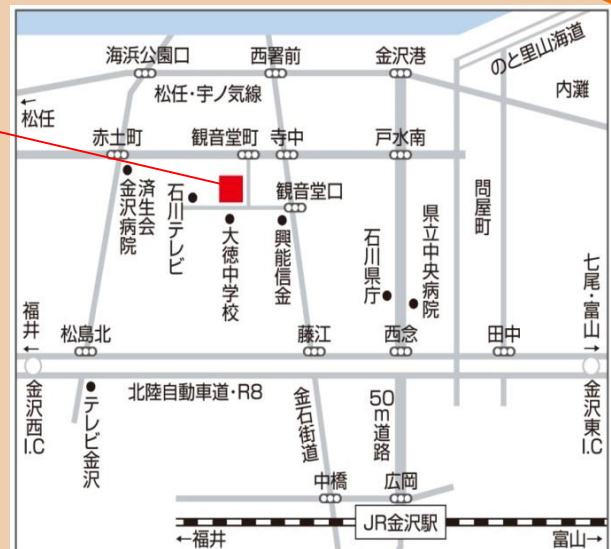 のと里山海道
海浜公園口
西署前
金沢港
内灘
松任・宇ノ気線
←
松任
赤土町
観音堂町
寺中
戸水南
済生会
金沢病院
石川テレビ
大徳中学校
観音堂口
興能信金
石川県庁
県立中央病院
問屋町
七尾・富山→
福井←
松島北
藤江
西念
田中
金沢西I.C
北陸自動車道・R8
金沢東I.C
テレビ金沢
金石街道
50m道路
中橋
広岡
JR金沢駅
←福井
富山→